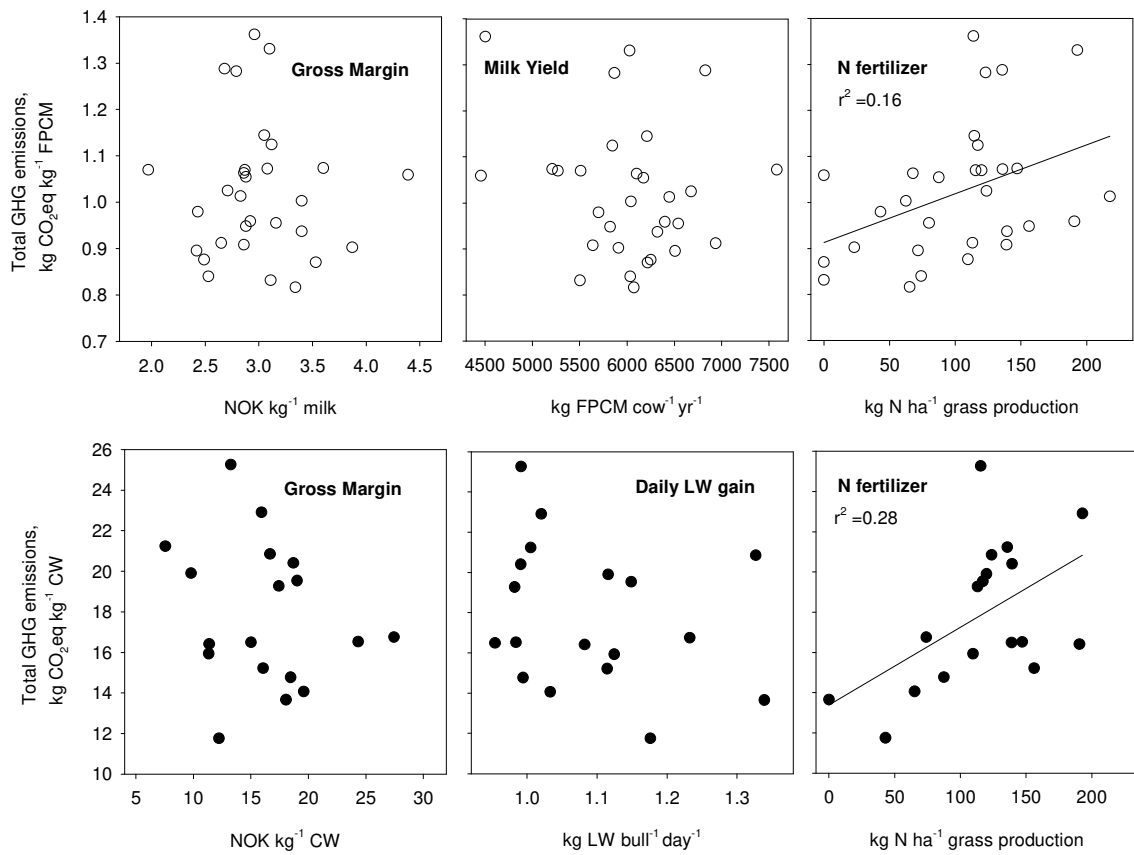 Total GHG emissions,
kg CO₂eq kg⁻¹ FPCM
1.4
1.3
1.2
1.1
1.0
0.9
0.8
0.7
Gross Margin
2.0 2.5 3.0 3.5 4.0 4.5
NOK kg⁻¹ milk
Milk Yield
4500 5000 5500 6000 6500 7000 7500
kg FPCM cow⁻¹ yr⁻¹
N fertilizer
r² =0.16
0 50 100 150 200
kg N ha⁻¹ grass production
Total GHG emissions,
kg CO₂eq kg⁻¹ CW
26
24
22
20
18
16
14
12
10
Gross Margin
5 10 15 20 25 30
NOK kg⁻¹ CW
Daily LW gain
1.0 1.1 1.2 1.3
kg LW bull⁻¹ day⁻¹
N fertilizer
r² =0.28
0 50 100 150 200
kg N ha⁻¹ grass production